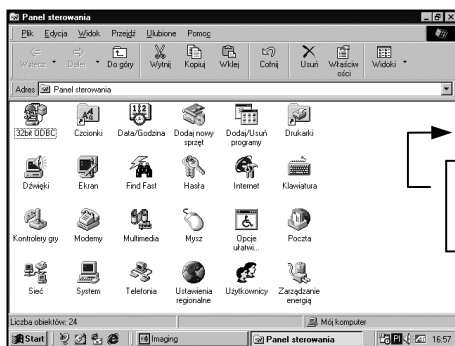 Panel sterowania
Plik Edycja Widok Przejdź Ulubione Pomoc
Wstecz Dalej Do góry Wytnij Kopiuj Wklej Cofnij Usuń Właściwości Widoki
Adres Panel sterowania
32bit ODBC Czcionki Data/Godzina Dodaj nowy sprzęt Dodaj/Usuń programy Drukarki
Dźwięki Ekran Find Fast Hasła Internet Klawiatura
Kontrolery gry Modemy Multimedia Mysz Opcje ułatwi... Poczta
Sieć System Telefonia Ustawienia regionalne Użytkownicy Zarządzanie energią
Liczba obiektów: 24 Mój komputer
Start Imaging Panel sterowania Pl 16:57